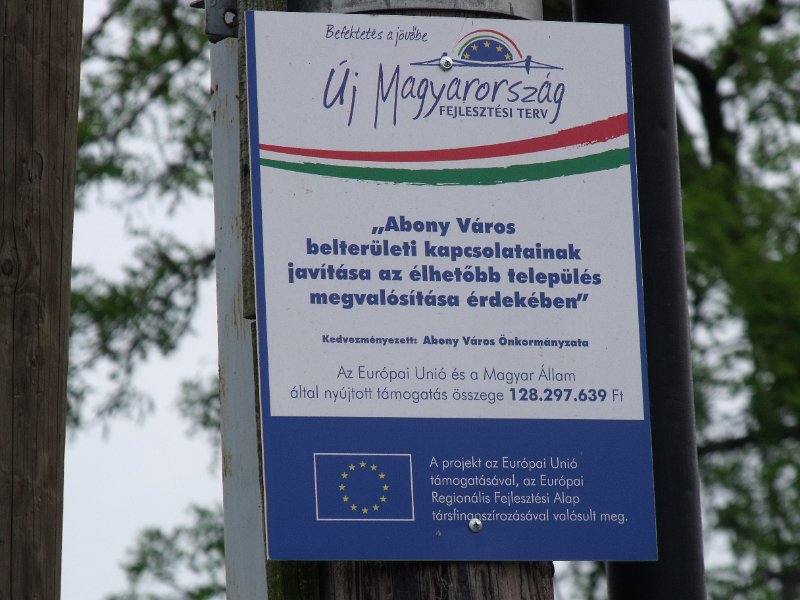 Befektetés a jövőbe
Új Magyarország
FEJLESZTÉSI TERV
„Abony Város
belterületi kapcsolatainak
javítása az élhetőbb település
megvalósítása érdekében”
Kedvezményezett: Abony Város Önkormányzata
Az Európai Unió és a Magyar Állam
által nyújtott támogatás összege 128.297.639 Ft
A projekt az Európai Unió
támogatásával, az Európai
Regionális Fejlesztési Alap
társfinanszírozásával valósult meg.